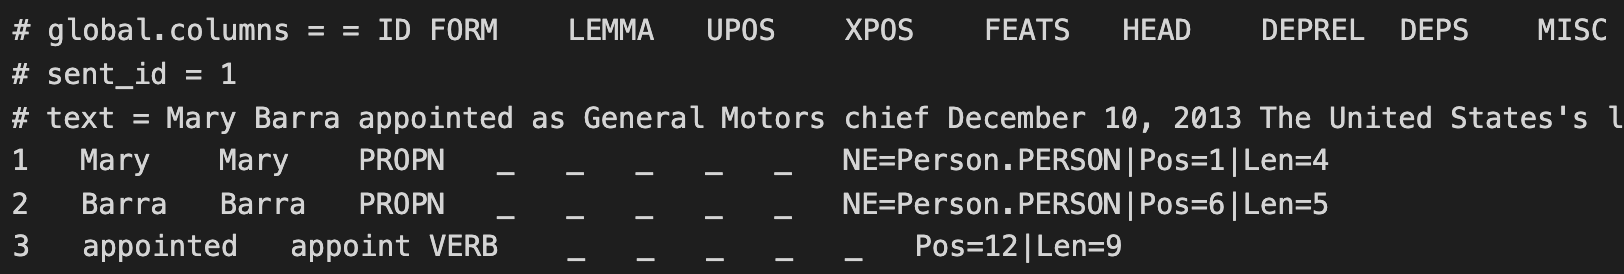 # global.columns = = ID FORM LEMMA UPOS XPOS FEATS HEAD DEPREL DEPS MISC
# sent_id = 1
# text = Mary Barra appointed as General Motors chief December 10, 2013 The United States's l
1 Mary Mary PROPN _ _ _ _ _ NE=Person.PERSON|Pos=1|Len=4
2 Barra Barra PROPN _ _ _ _ _ NE=Person.PERSON|Pos=6|Len=5
3 appointed appoint VERB _ _ _ _ _ Pos=12|Len=9